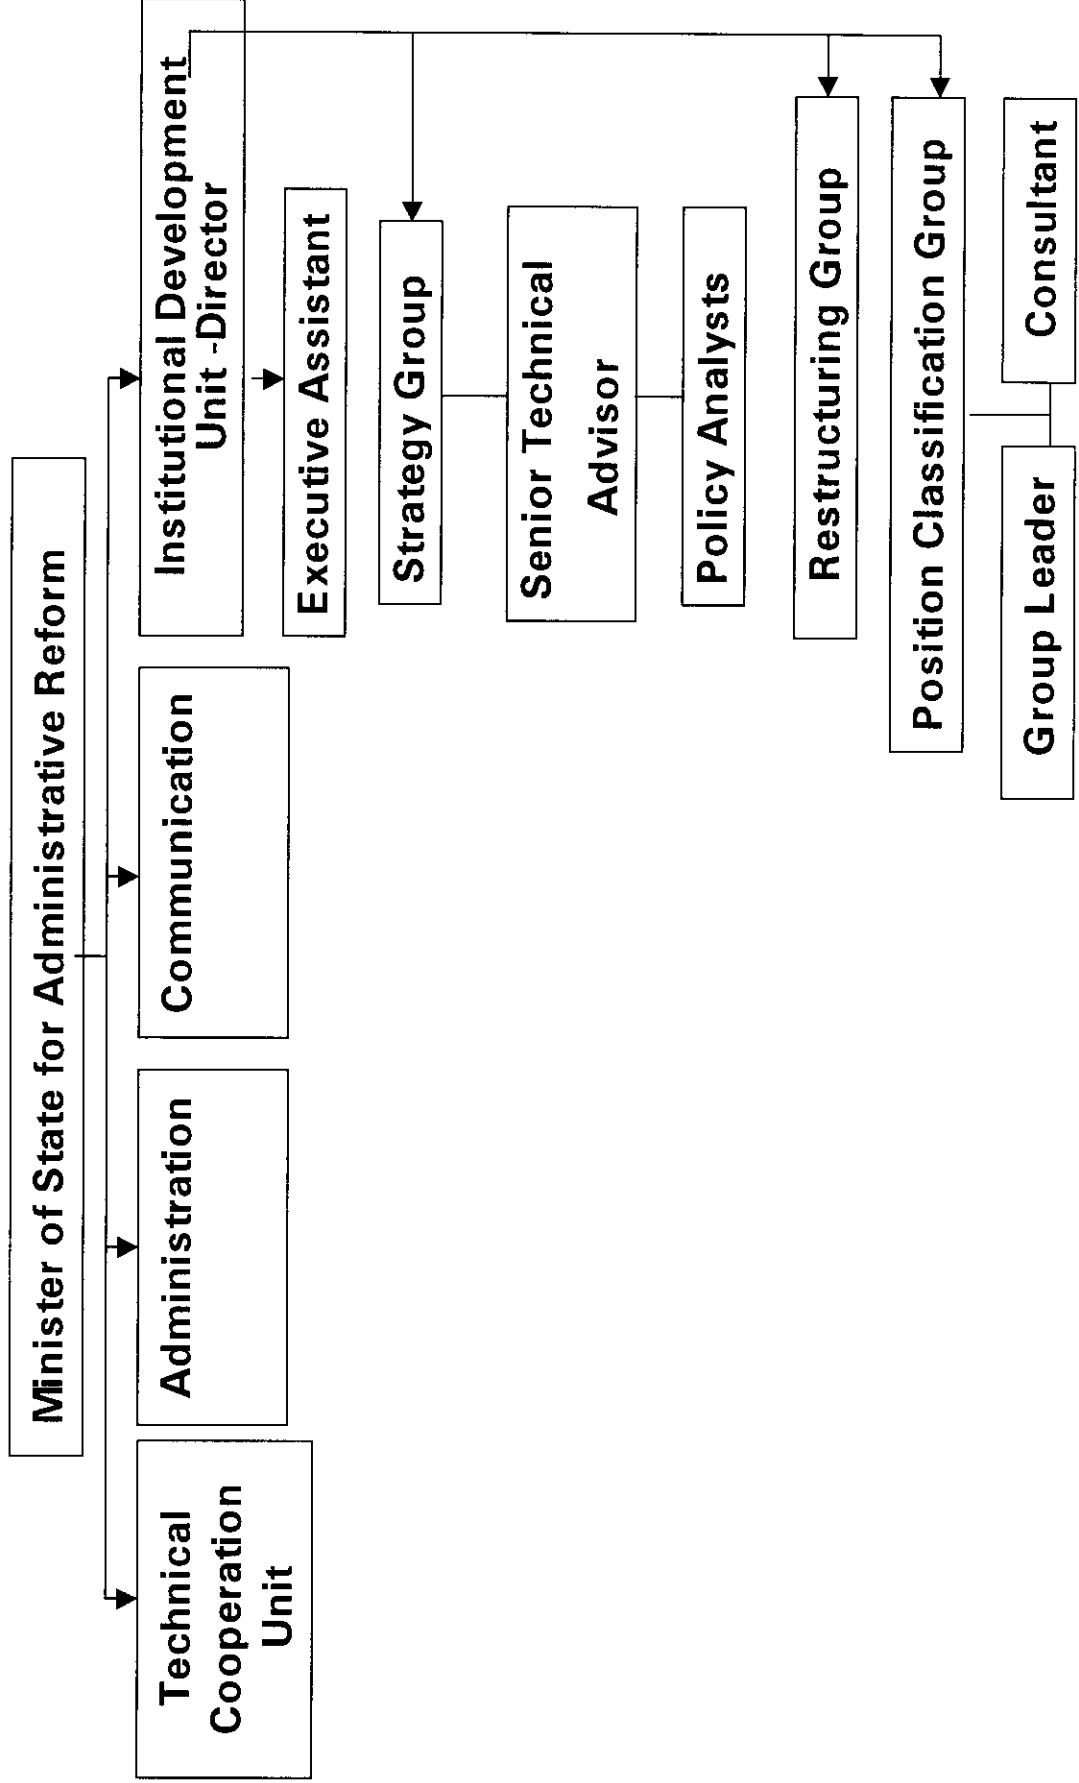 Minister of State for Administrative Reform
Technical
Cooperation
Unit
Administration
Communication
Institutional Development
Unit -Director
Executive Assistant
Strategy Group
Senior Technical
Advisor
Policy Analysts
Restructuring Group
Position Classification Group
Group Leader
Consultant